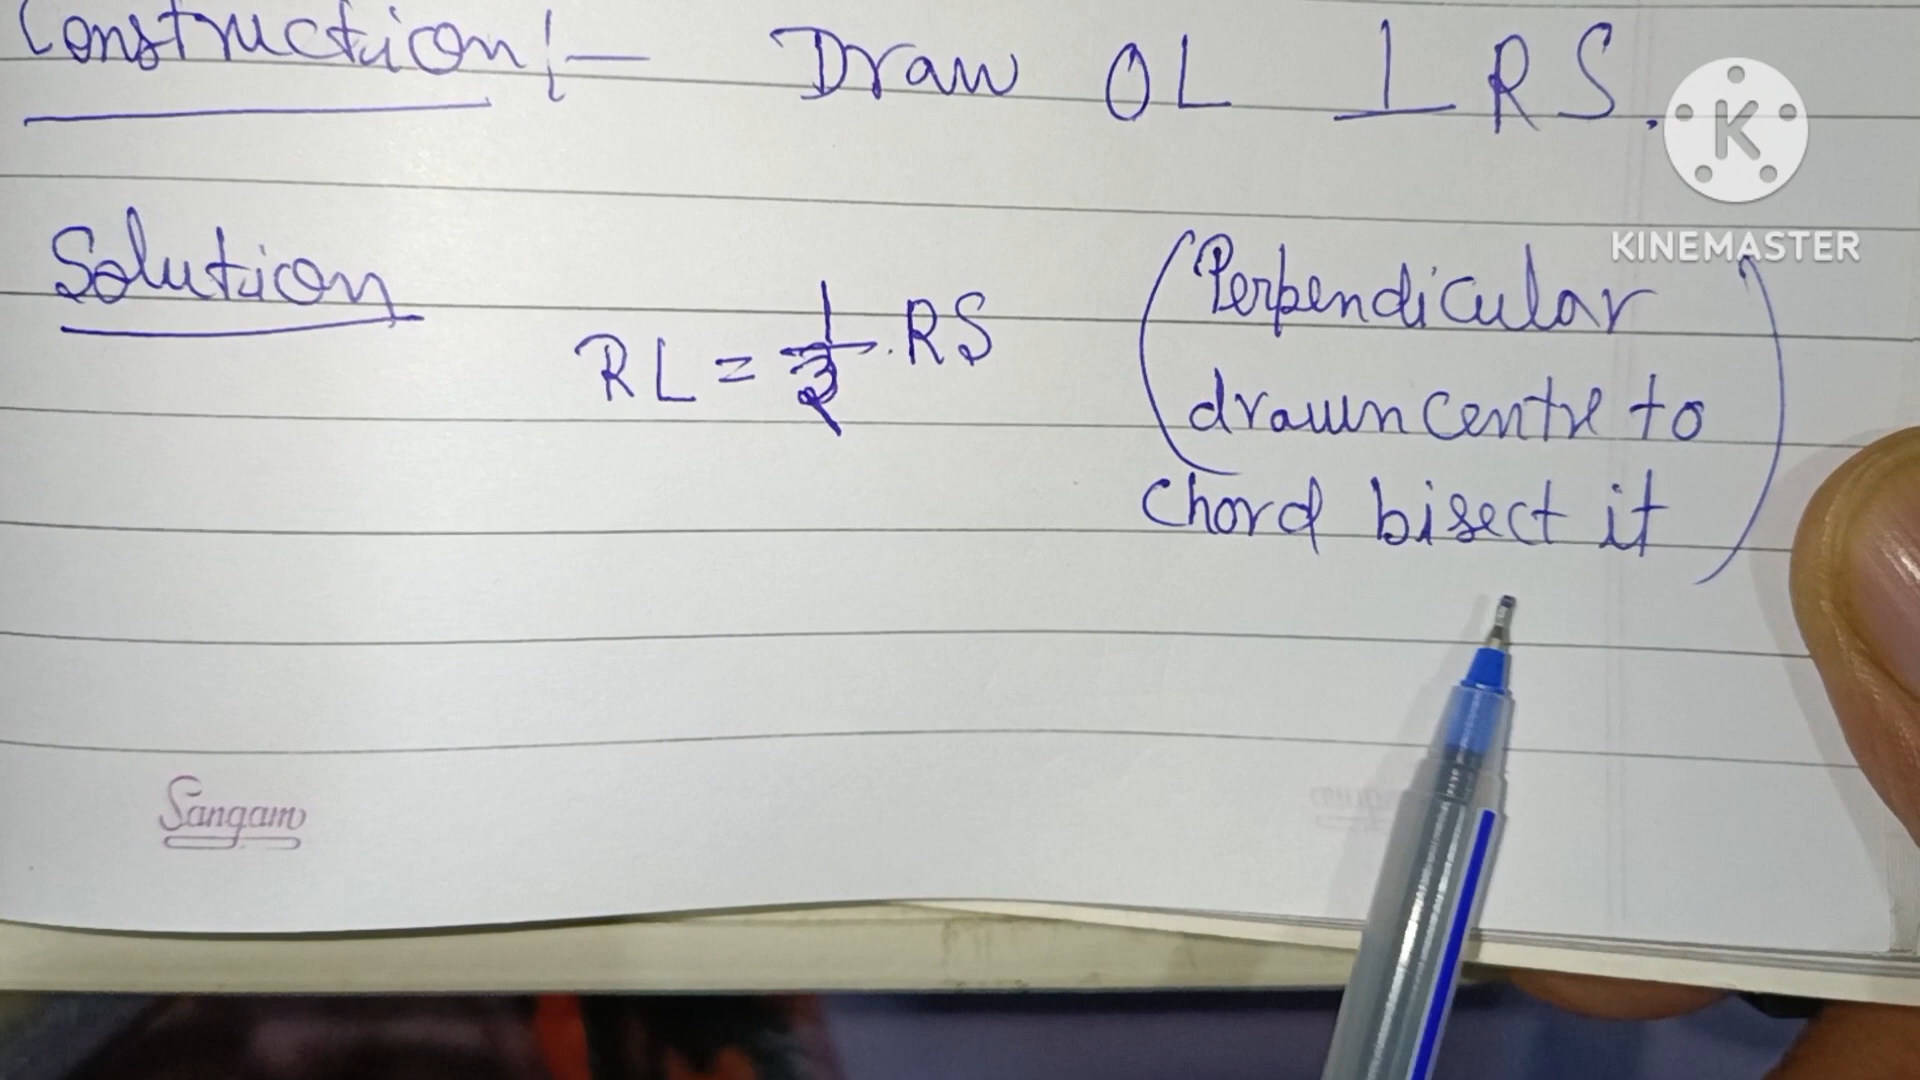 Construction :- Draw OL ⊥ RS.
K
KINEMASTER
Solution
RL = 1/2 . RS
(Perpendicular
drawn centre to
chord bisect it)
Sangam